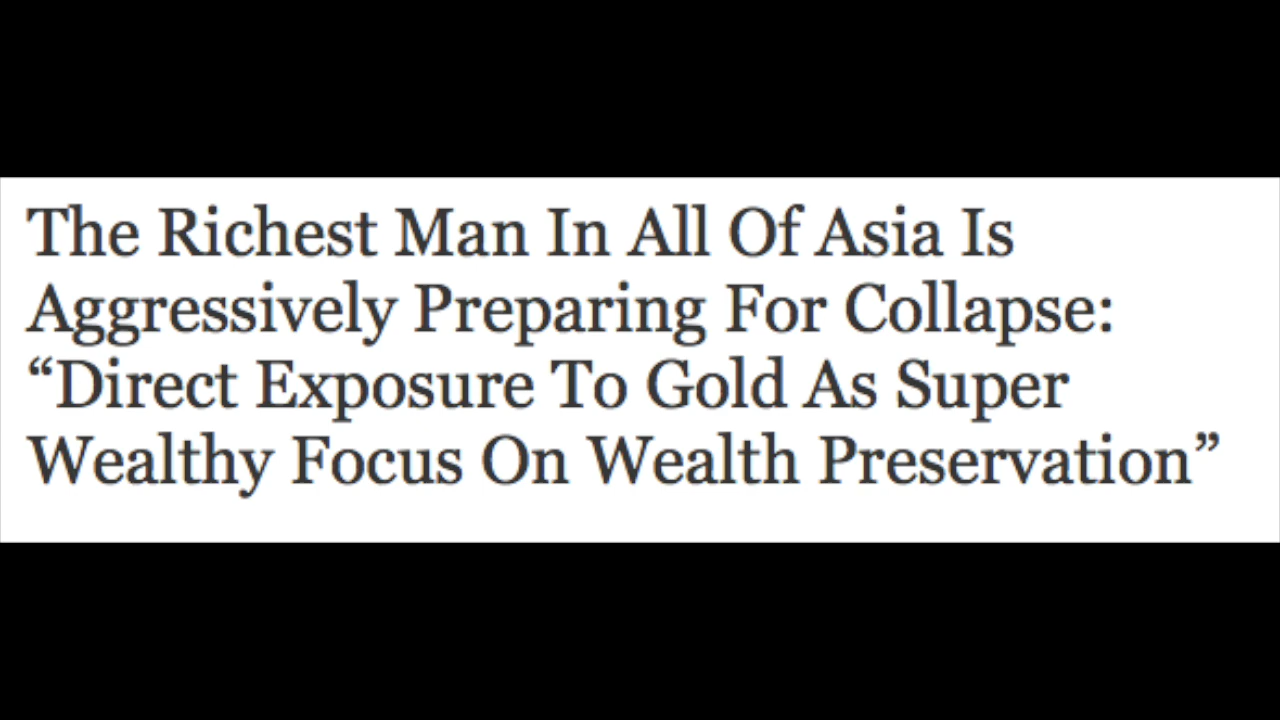 The Richest Man In All Of Asia Is
Aggressively Preparing For Collapse:
“Direct Exposure To Gold As Super
Wealthy Focus On Wealth Preservation”